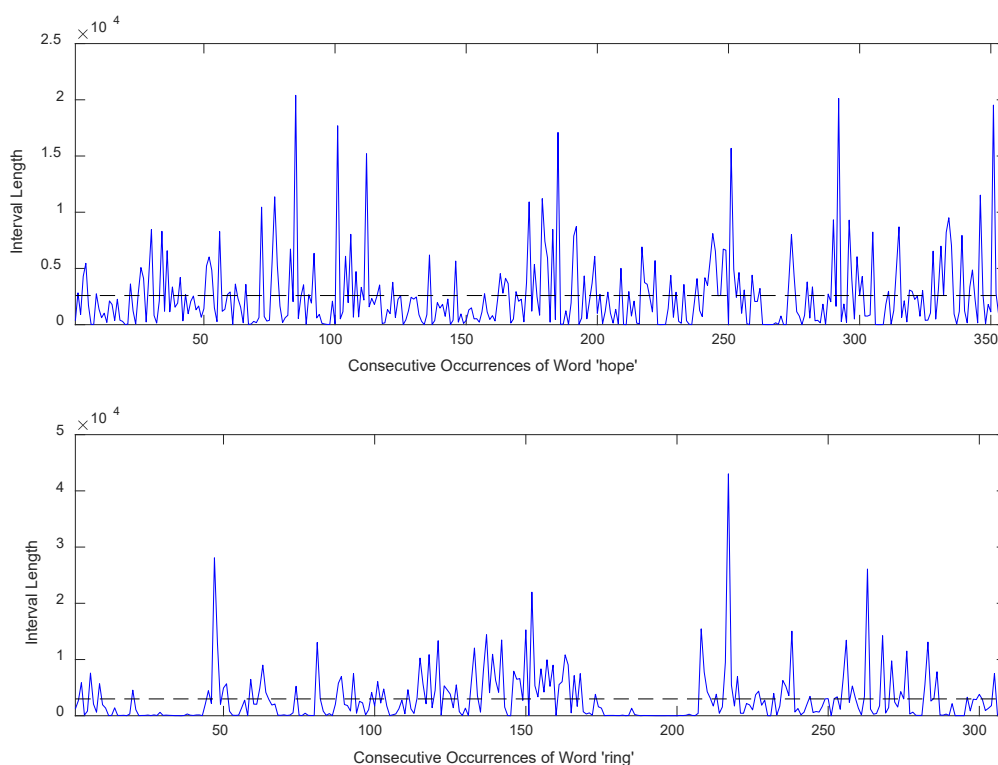 ×10 4
2.5
2
1.5
1
0.5
0
Interval Length
50 100 150 200 250 300 350
Consecutive Occurrences of Word 'hope'
×10 4
5
4
3
2
1
0
Interval Length
50 100 150 200 250 300
Consecutive Occurrences of Word 'ring'